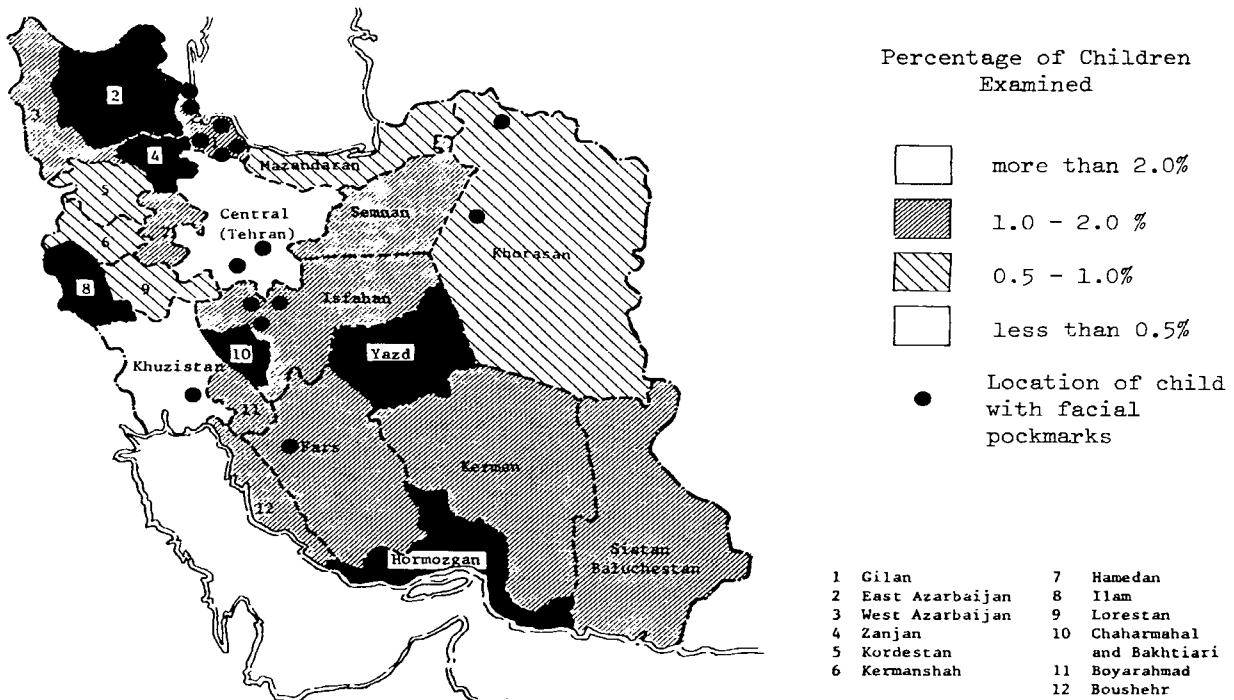 Percentage of Children
Examined
more than 2.0%
1.0 - 2.0 %
0.5 - 1.0%
less than 0.5%
Location of child
with facial
pockmarks
2
3
4
Mazandaran
5
Central
(Tehran)
Semnan
7
6
Khorasan
8
9
Isfahan
10
Yazd
Khuzistan
11
Fars
Kerman
12
Hormozgan
Sistan
Baluchestan
1 Gilan
2 East Azarbaijan
3 West Azarbaijan
4 Zanjan
5 Kordestan
6 Kermanshah
7 Hamedan
8 Ilam
9 Lorestan
10 Chaharmahal
and Bakhtiari
11 Boyarahmad
12 Boushehr